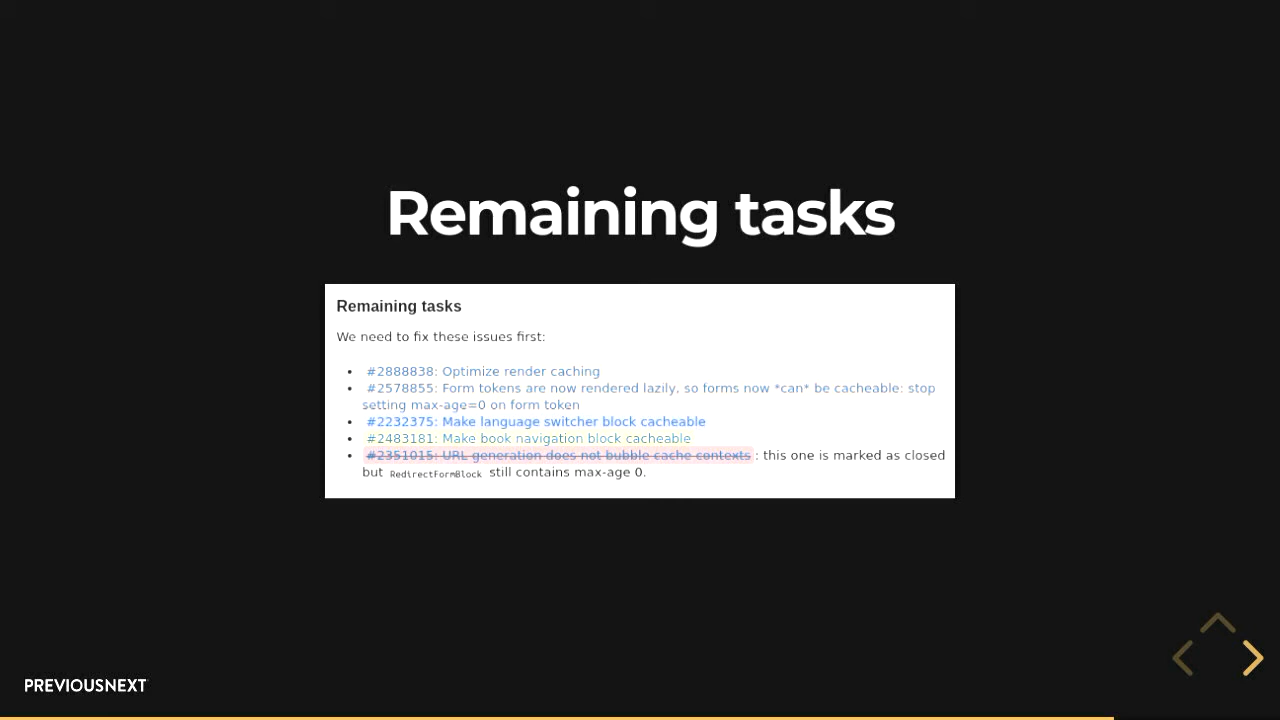 Remaining tasks
Remaining tasks
We need to fix these issues first:
• #2888838: Optimize render caching
• #2578855: Form tokens are now rendered lazily, so forms now *can* be cacheable: stop
setting max-age=0 on form token
• #2232375: Make language switcher block cacheable
• #2483181: Make book navigation block cacheable
• #2351015: URL generation does not bubble cache contexts : this one is marked as closed
but RedirectFormBlock still contains max-age 0.
PREVIOUSNEXT